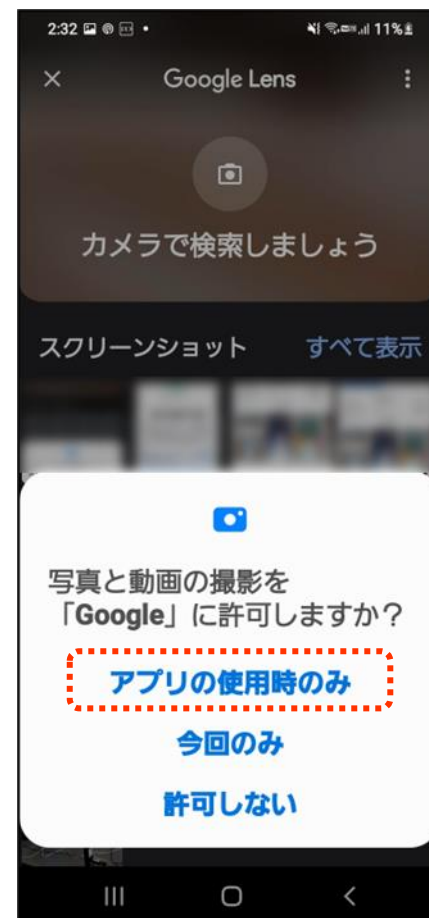 2:32
11%
Google Lens
カメラで検索しましょう
スクリーンショット すべて表示
写真と動画の撮影を
「Google」に許可しますか？
アプリの使用時のみ
今回のみ
許可しない